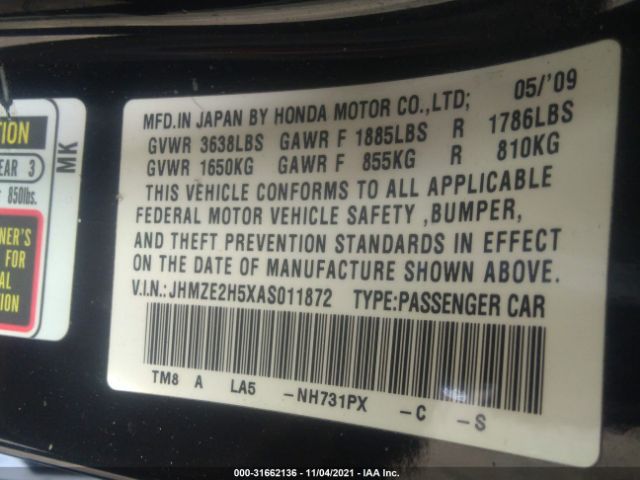 TION
EAR 3
850lbs.
NER'S
FOR
AL
ION
MK
MFD.IN JAPAN BY HONDA MOTOR CO.,LTD; 05/'09
GVWR 3638LBS GAWR F 1885LBS R 1786LBS
GVWR 1650KG GAWR F 855KG R 810KG
THIS VEHICLE CONFORMS TO ALL APPLICABLE
FEDERAL MOTOR VEHICLE SAFETY ,BUMPER,
AND THEFT PREVENTION STANDARDS IN EFFECT
ON THE DATE OF MANUFACTURE SHOWN ABOVE.
V.I.N.:JHMZE2H5XAS011872 TYPE:PASSENGER CAR
TM8 A LA5 -NH731PX -C -S
000-31662136 - 11/04/2021 - IAA Inc.